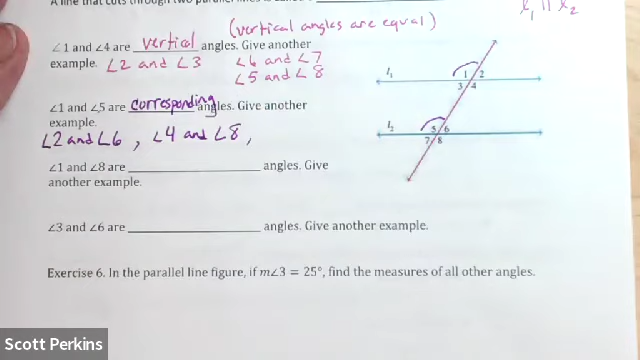 A line that cuts through two parallel lines is called a
l₁ || l₂
(vertical angles are equal)
∠1 and ∠4 are vertical angles. Give another
example. ∠2 and ∠3 ∠6 and ∠7
∠5 and ∠8
∠1 and ∠5 are corresponding angles. Give another
example.
∠2 and ∠6 , ∠4 and ∠8 ,
∠1 and ∠8 are ____________ angles. Give
another example.
∠3 and ∠6 are ____________ angles. Give another example.
Exercise 6. In the parallel line figure, if m∠3 = 25°, find the measures of all other angles.
l₁ 1 2
3 4
l₂ 5 6
7 8
Scott Perkins